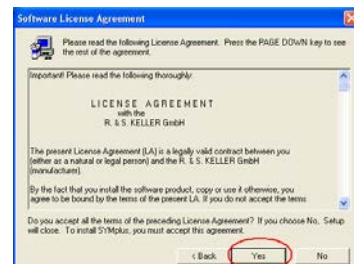 Software License Agreement
Please read the following License Agreement. Press the PAGE DOWN key to see
the rest of the agreement.
Important! Please read the following thoroughly:
LICENSE AGREEMENT
with the
R. & S. KELLER GmbH
The present License Agreement (LA) is a legally valid contract between you
(either as a natural or legal person) and the R. & S. KELLER GmbH
(manufacturer).
By the fact that you install the software product, copy or use it otherwise, you
agree to be bound by the terms of the present LA. If you do not accept the terms
Do you accept all the terms of the preceding License Agreement? If you choose No, Setup
will close. To install SYMplus, you must accept this agreement.
< Back
Yes
No